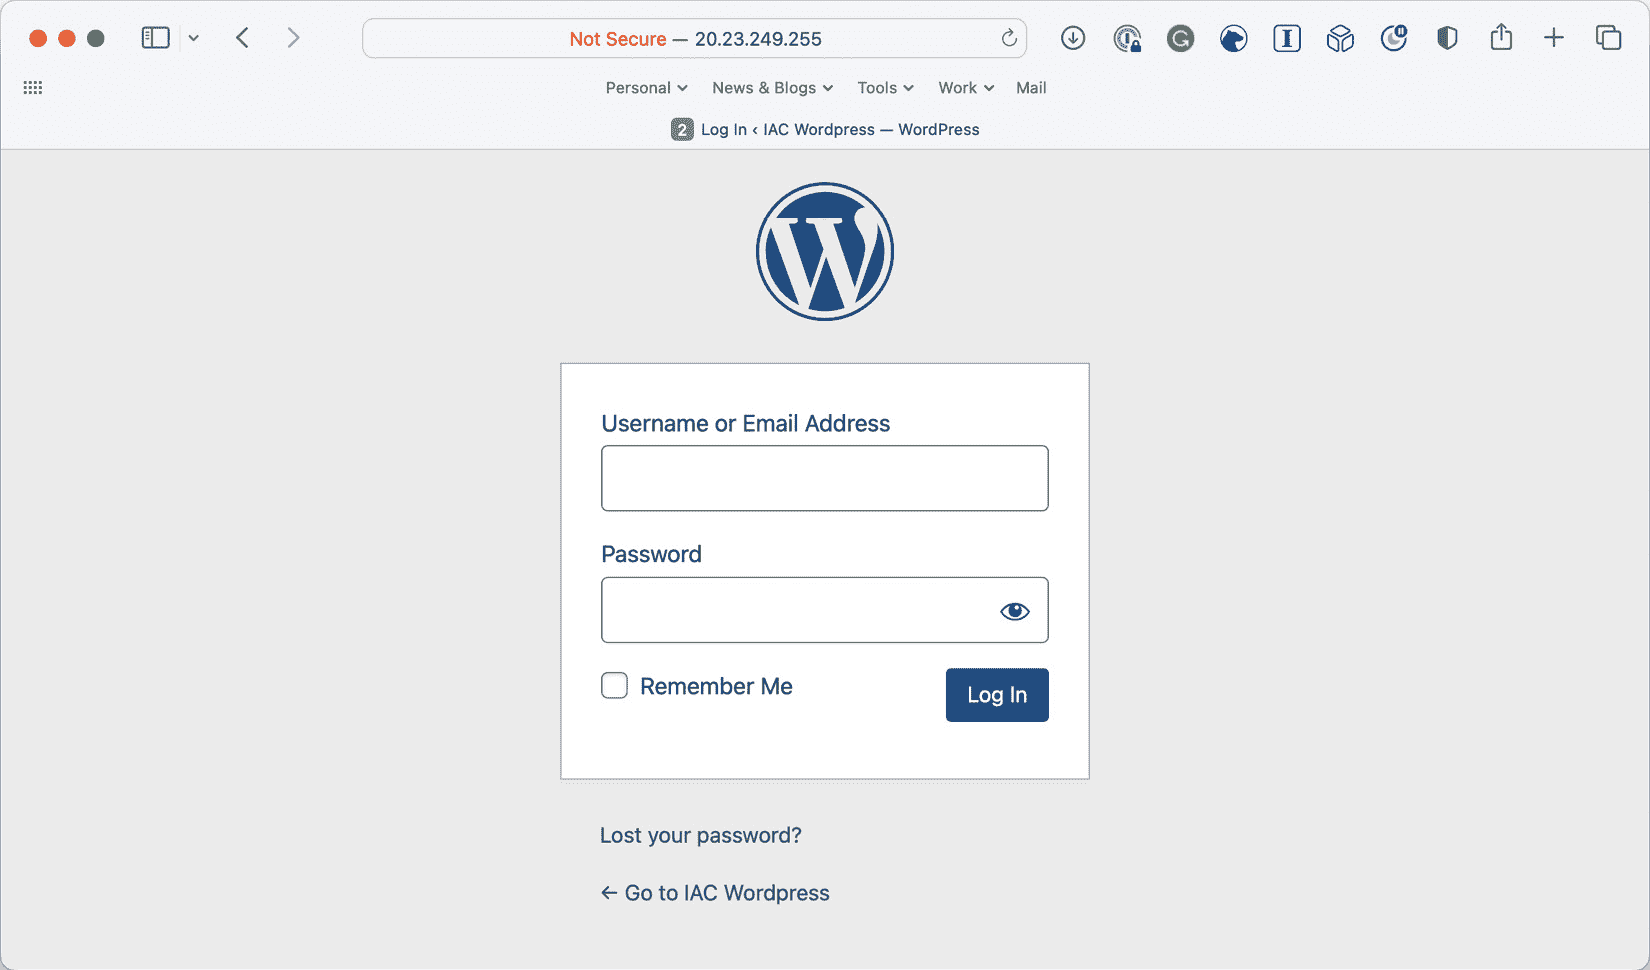 Not Secure — 20.23.249.255
Personal News & Blogs Tools Work Mail
2 Log In ‹ IAC Wordpress — WordPress
Username or Email Address
Password
Remember Me
Log In
Lost your password?
← Go to IAC Wordpress